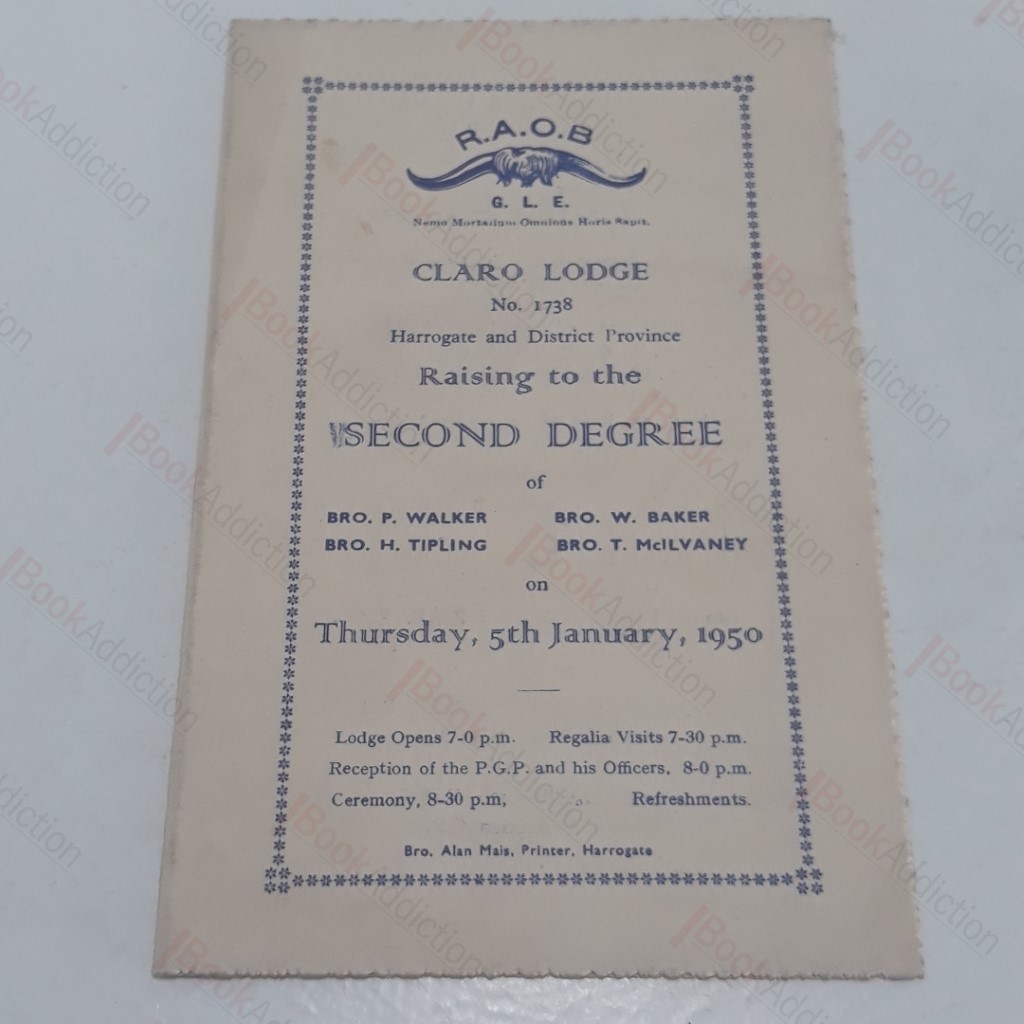 R.A.O.B
G. L. E.
Nemo Mortalium Omnibus Horis Sapit.
CLARO LODGE
No. 1738
Harrogate and District Province
Raising to the
SECOND DEGREE
of
BRO. P. WALKER BRO. W. BAKER
BRO. H. TIPLING BRO. T. McILVANEY
on
Thursday, 5th January, 1950
Lodge Opens 7-0 p.m. Regalia Visits 7-30 p.m.
Reception of the P.G.P. and his Officers, 8-0 p.m.
Ceremony, 8-30 p.m, Refreshments.
Bro. Alan Mais, Printer, Harrogate
BookAddiction